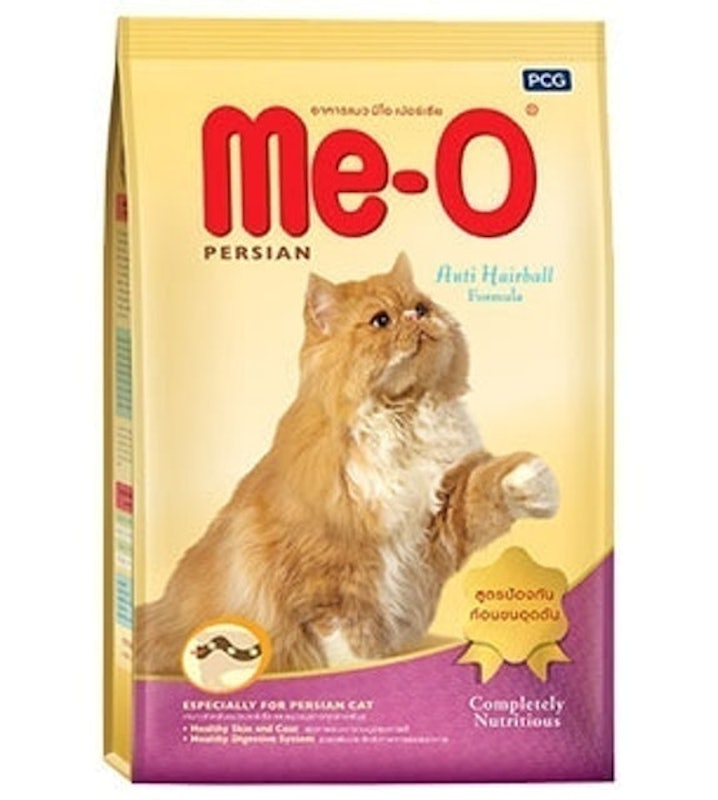 PCG
อาหารแมว มีโอ เปอร์เซีย
me-O
®
PERSIAN
Anti Hairball
Formula
สูตรป้องกัน
ก้อนขนอุดตัน
ESPECIALLY FOR PERSIAN CAT
• Healthy Skin and Coat
• Healthy Digestive System
Completely
Nutritious